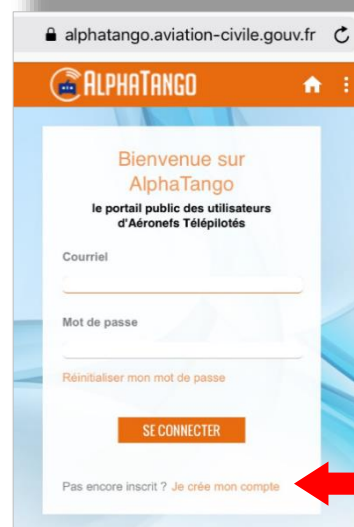 alphatango.aviation-civile.gouv.fr
ALPHATANGO
Bienvenue sur
AlphaTango
le portail public des utilisateurs
d'Aéronefs Télépilotés
Courriel
Mot de passe
Réinitialiser mon mot de passe
SE CONNECTER
Pas encore inscrit ? Je crée mon compte